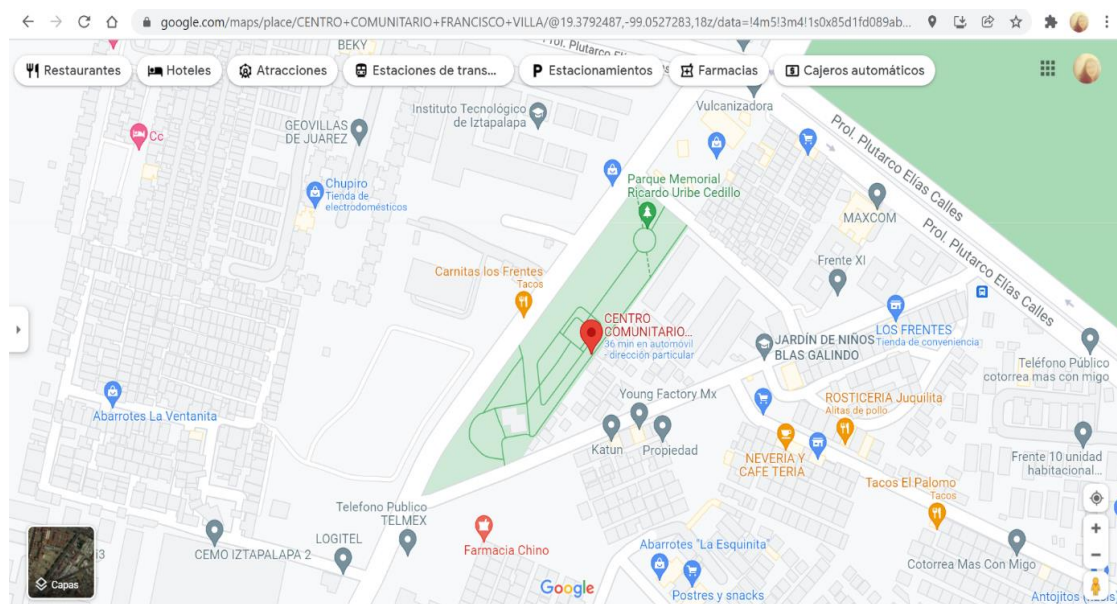 google.com/maps/place/CENTRO+COMUNITARIO+FRANCISCO+VILLA/@19.3792487,-99.0527283,18z/data=!4m5!3m4!1s0x85d1fd089ab...
BEKY
Restaurantes
Hoteles
Atracciones
Estaciones de trans...
Estacionamientos
Farmacias
Cajeros automáticos
Cc
GEOVILLAS
DE JUAREZ
Instituto Tecnológico
de Iztapalapa
Vulcanizadora
Prol. Plutarco Elías Calles
Chupiro
Tienda de
electrodomésticos
Parque Memorial
Ricardo Uribe Cedillo
MAXCOM
Prol. Plutarco Elías Calles
Frente XI
Carnitas los Frentes
Tacos
CENTRO
COMUNITARIO...
36 min en automóvil
- dirección particular
LOS FRENTES
Tienda de conveniencia
JARDÍN DE NIÑOS
BLAS GALINDO
Teléfono Público
cotorrea mas con migo
Abarrotes La Ventanita
Young Factory Mx
ROSTICERIA Juquilita
Alitas de pollo
Katun
Propiedad
NEVERIA Y
CAFE TERIA
Frente 10 unidad
habitacional...
Tacos El Palomo
Tacos
Telefono Publico
TELMEX
LOGITEL
CEMO IZTAPALAPA 2
Farmacia Chino
Abarrotes "La Esquinita"
Cotorrea Mas Con Migo
Capas
Google
Postres y snacks